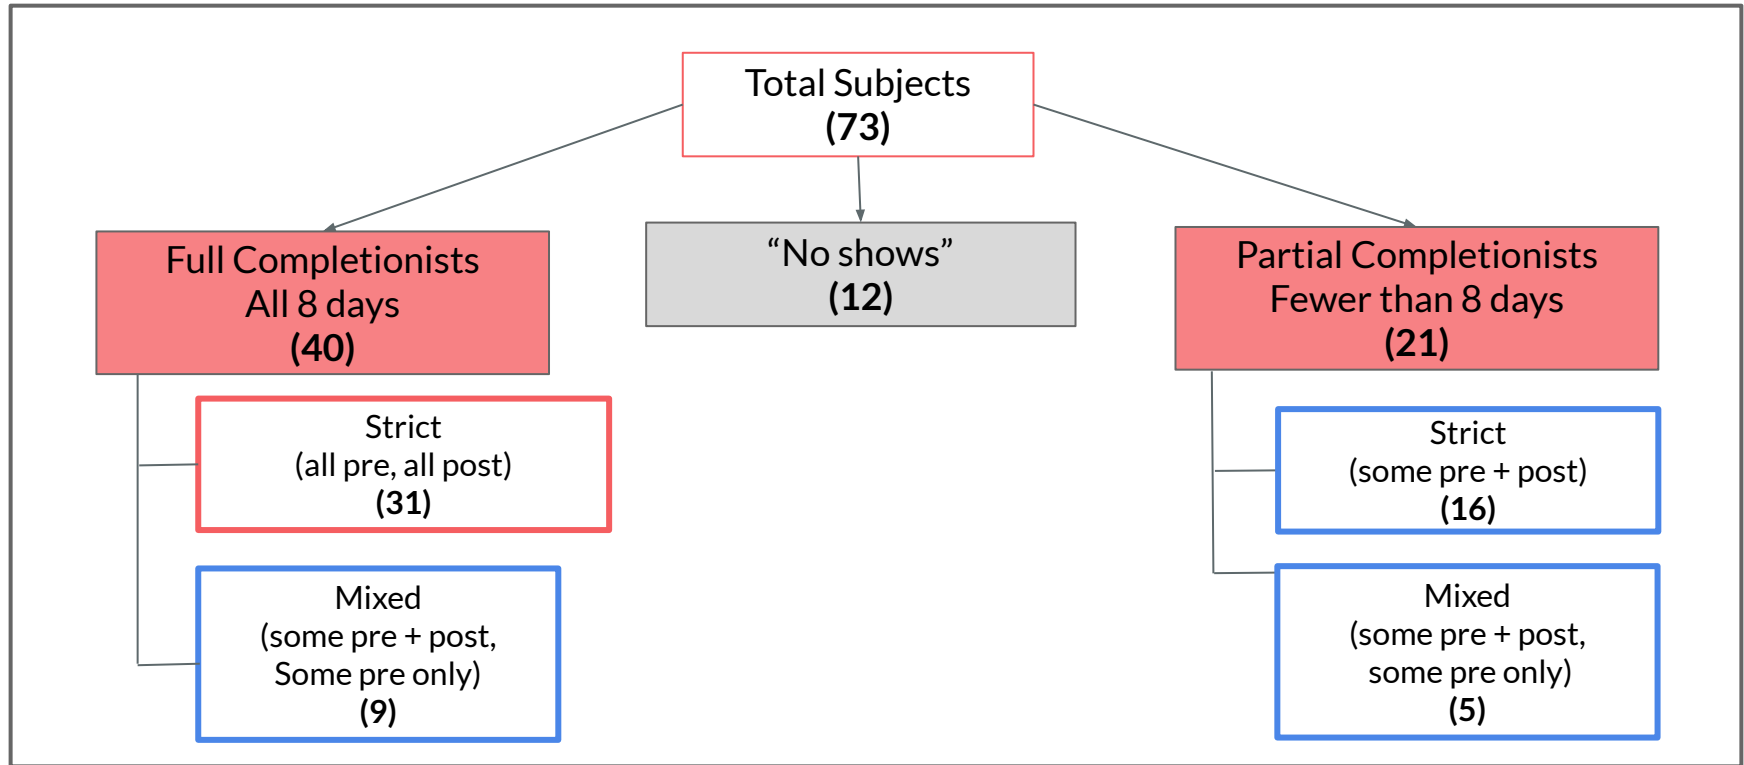 Total Subjects
(73)
Full Completionists
All 8 days
(40)
“No shows”
(12)
Partial Completionists
Fewer than 8 days
(21)
Strict
(all pre, all post)
(31)
Mixed
(some pre + post,
Some pre only)
(9)
Strict
(some pre + post)
(16)
Mixed
(some pre + post,
some pre only)
(5)